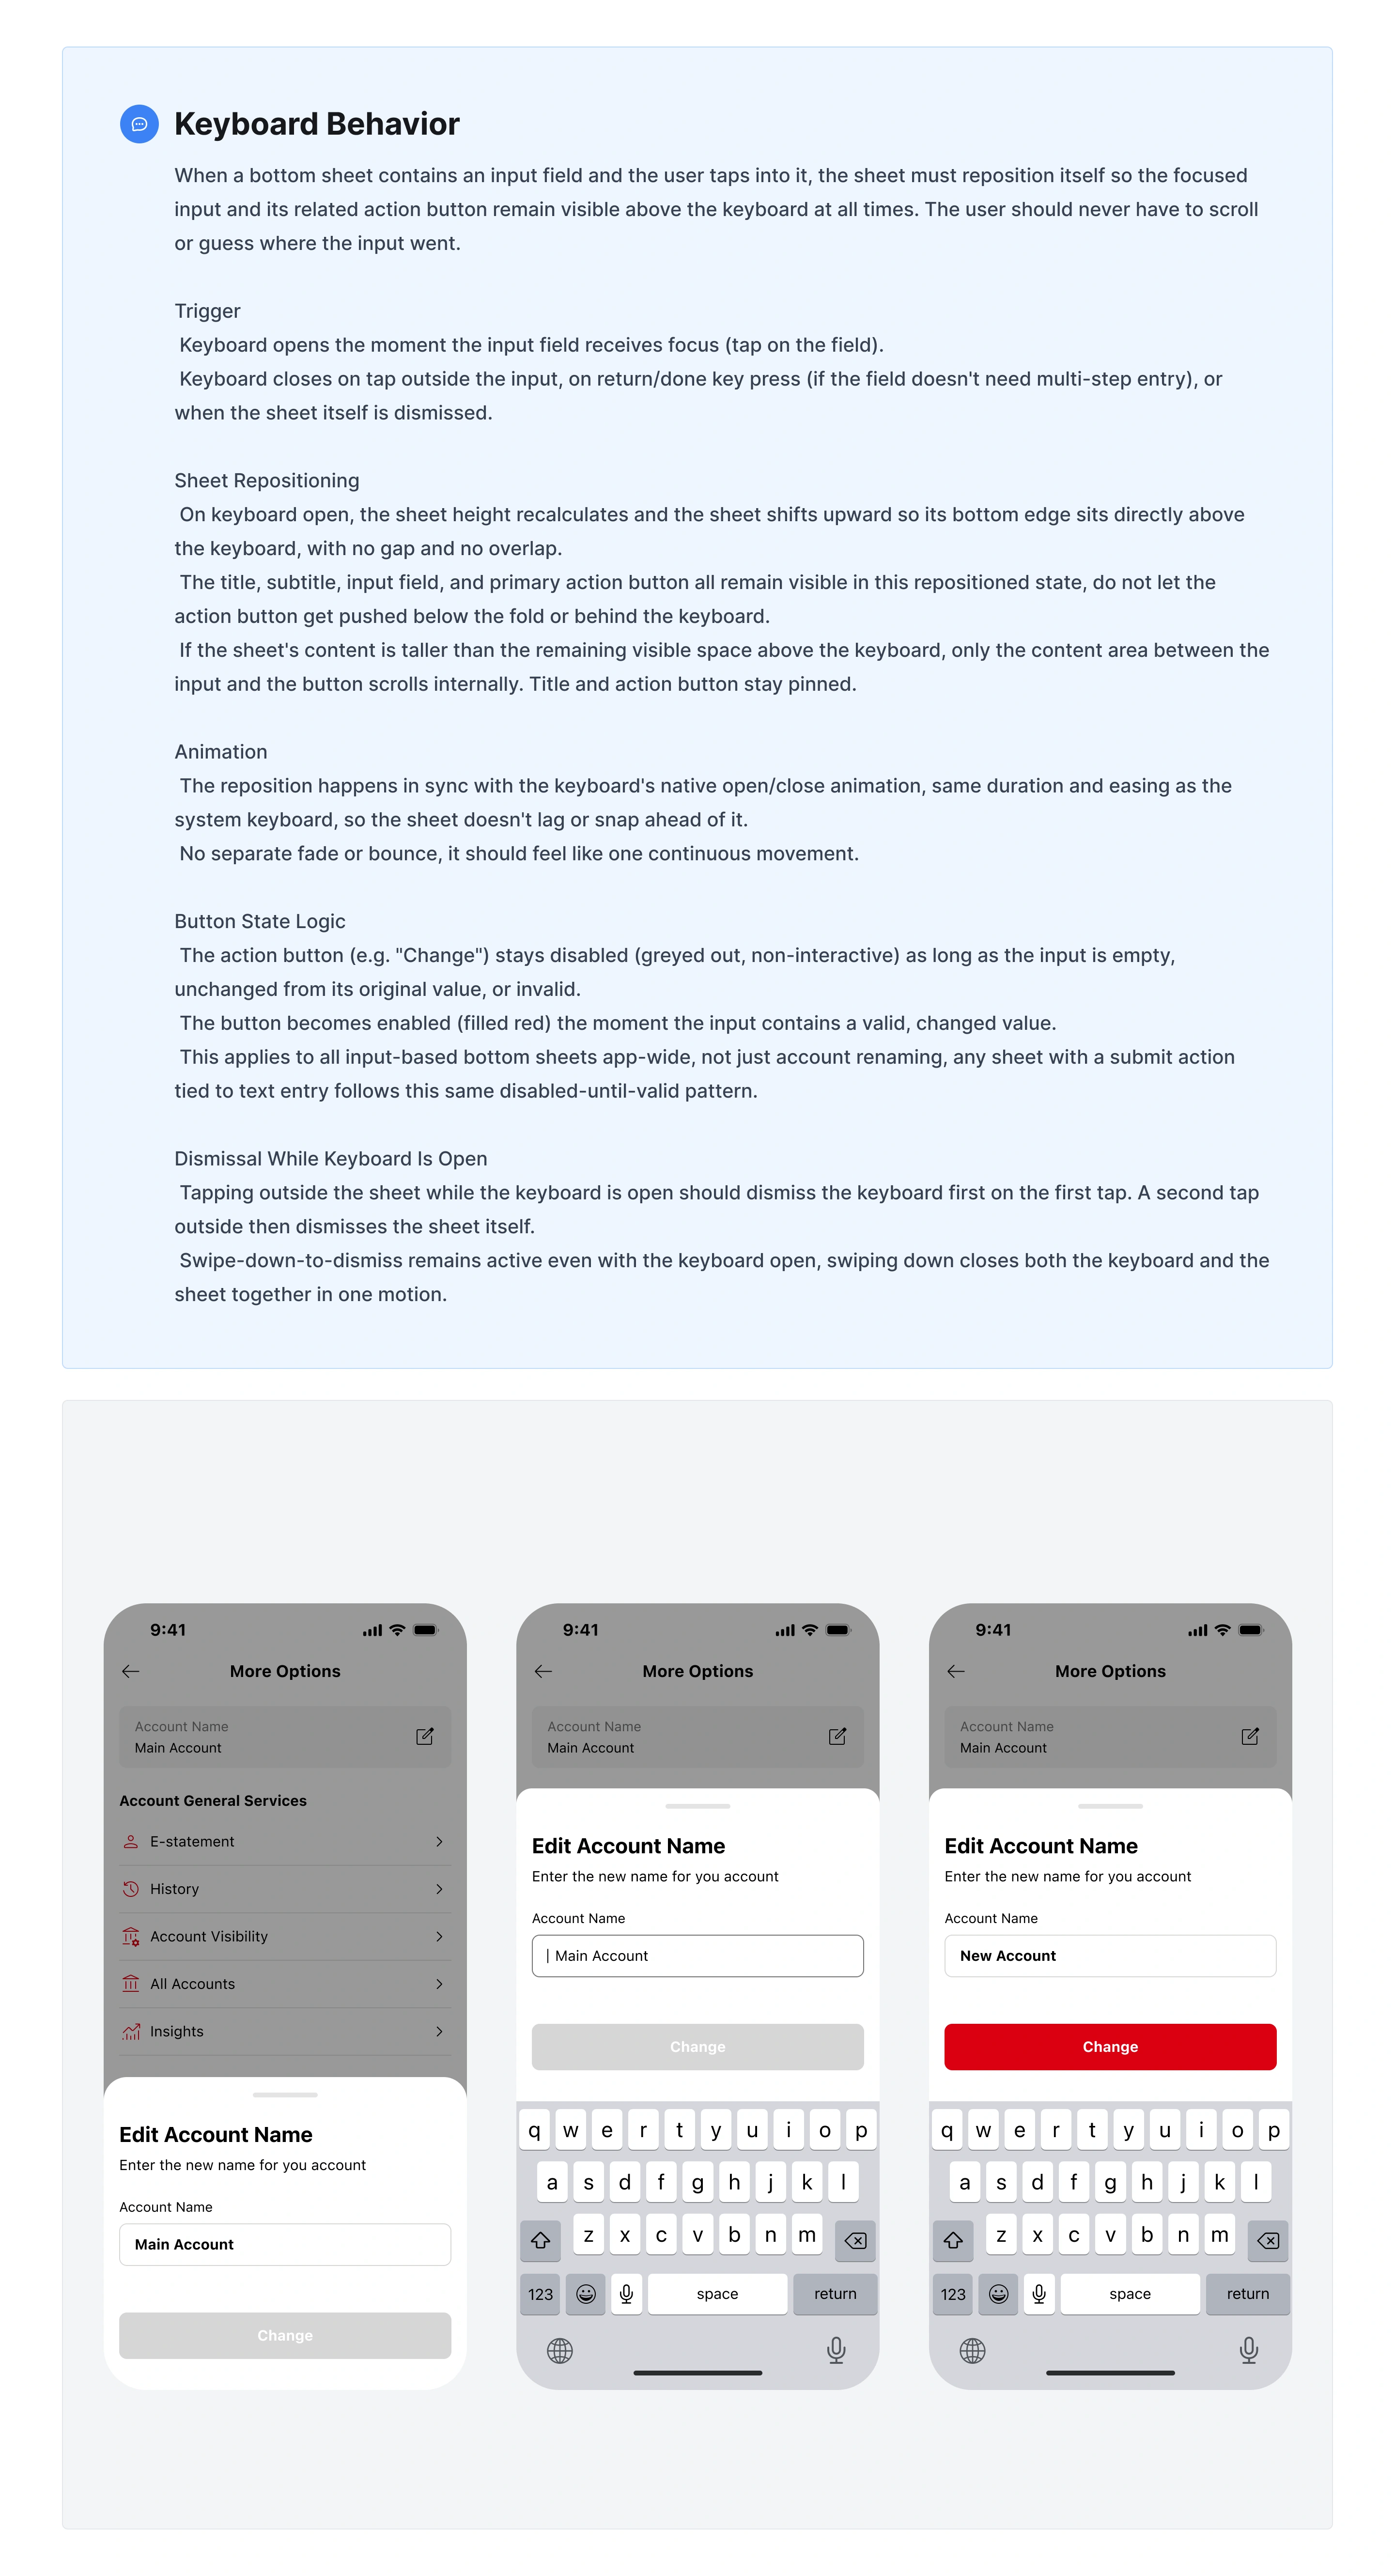 Keyboard Behavior
When a bottom sheet contains an input field and the user taps into it, the sheet must reposition itself so the focused
input and its related action button remain visible above the keyboard at all times. The user should never have to scroll
or guess where the input went.
Trigger
Keyboard opens the moment the input field receives focus (tap on the field).
Keyboard closes on tap outside the input, on return/done key press (if the field doesn't need multi-step entry), or
when the sheet itself is dismissed.
Sheet Repositioning
On keyboard open, the sheet height recalculates and the sheet shifts upward so its bottom edge sits directly above
the keyboard, with no gap and no overlap.
The title, subtitle, input field, and primary action button all remain visible in this repositioned state, do not let the
action button get pushed below the fold or behind the keyboard.
If the sheet's content is taller than the remaining visible space above the keyboard, only the content area between the
input and the button scrolls internally. Title and action button stay pinned.
Animation
The reposition happens in sync with the keyboard's native open/close animation, same duration and easing as the
system keyboard, so the sheet doesn't lag or snap ahead of it.
No separate fade or bounce, it should feel like one continuous movement.
Button State Logic
The action button (e.g. "Change") stays disabled (greyed out, non-interactive) as long as the input is empty,
unchanged from its original value, or invalid.
The button becomes enabled (filled red) the moment the input contains a valid, changed value.
This applies to all input-based bottom sheets app-wide, not just account renaming, any sheet with a submit action
tied to text entry follows this same disabled-until-valid pattern.
Dismissal While Keyboard Is Open
Tapping outside the sheet while the keyboard is open should dismiss the keyboard first on the first tap. A second tap
outside then dismisses the sheet itself.
Swipe-down-to-dismiss remains active even with the keyboard open, swiping down closes both the keyboard and the
sheet together in one motion.
9:41
More Options
Account Name
Main Account
Account General Services
E-statement
History
Account Visibility
All Accounts
Insights
Edit Account Name
Enter the new name for you account
Account Name
Main Account
Change
9:41
More Options
Account Name
Main Account
Edit Account Name
Enter the new name for you account
Account Name
Main Account
Change
q w e r t y u i o p
a s d f g h j k l
z x c v b n m
123 space return
9:41
More Options
Account Name
Main Account
Edit Account Name
Enter the new name for you account
Account Name
New Account
Change
q w e r t y u i o p
a s d f g h j k l
z x c v b n m
123 space return